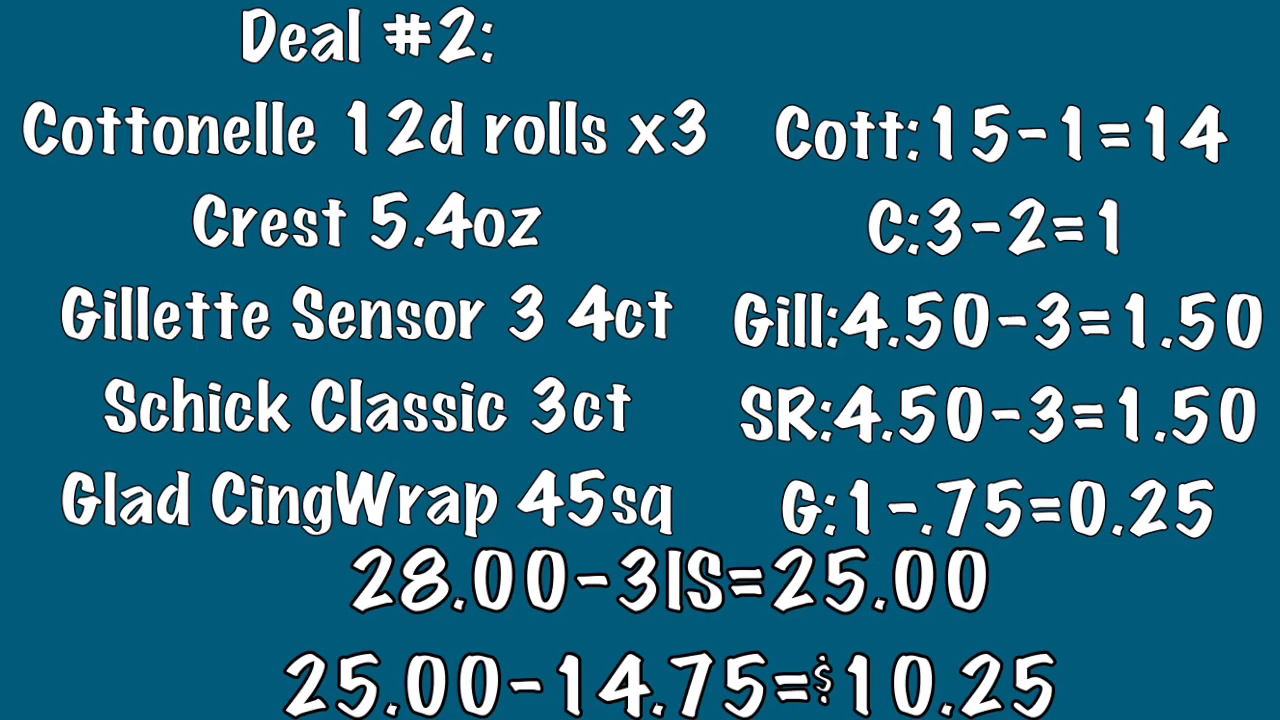 Deal #2:
Cottonelle 12d rolls x3
Cott:15-1=14
Crest 5.4oz
C:3-2=1
Gillette Sensor 3 4ct
Gill:4.50-3=1.50
Schick Classic 3ct
SR:4.50-3=1.50
Glad CingWrap 45sq
G:1-.75=0.25
28.00-3IS=25.00
25.00-14.75=$10.25